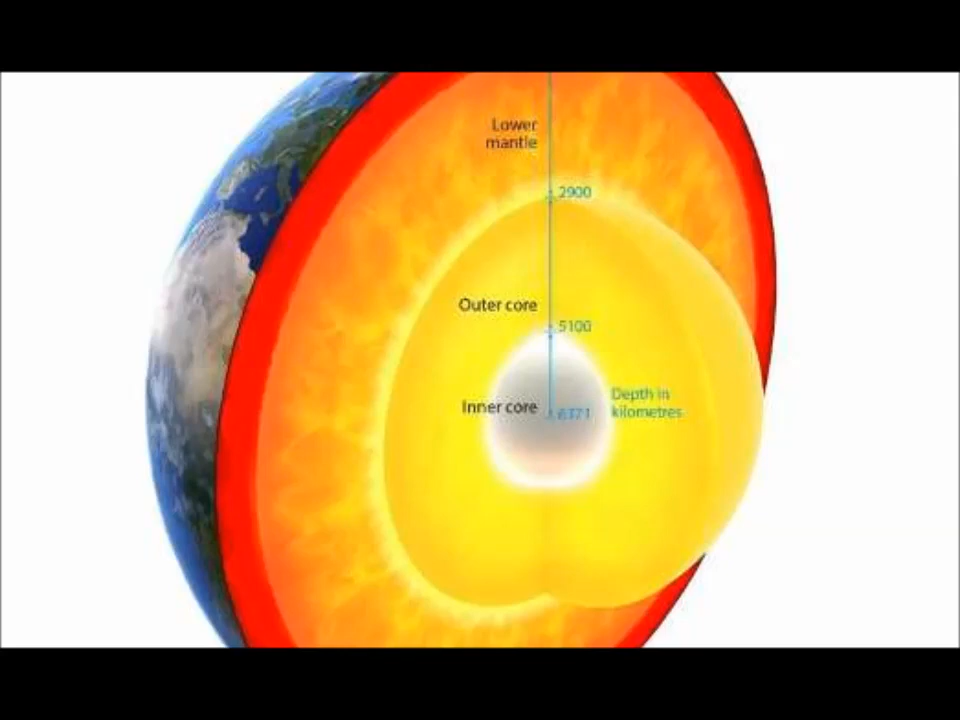 Lower
mantle
2900
Outer core
5100
Inner core
6371
Depth in
kilometres